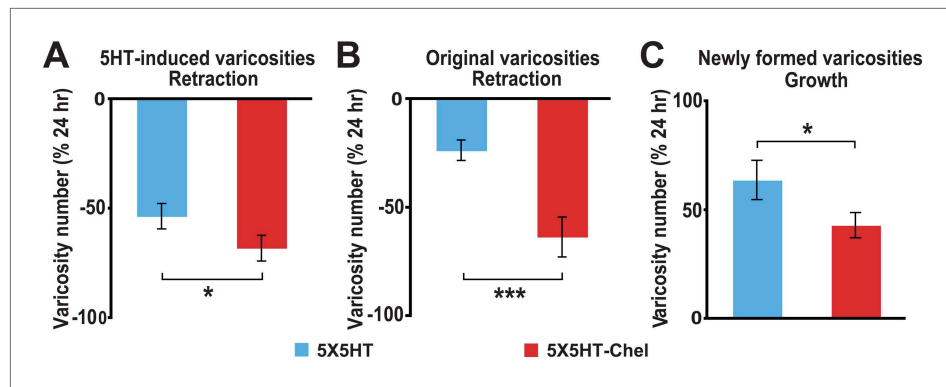 A
5HT-induced varicosities
Retraction
Varicosity number (% 24 hr)
0
-50
-100
*
B
Original varicosities
Retraction
Varicosity number (% 24 hr)
0
-50
-100
***
C
Newly formed varicosities
Growth
Varicosity number (% 24 hr)
100
50
0
*
5X5HT
5X5HT-Chel